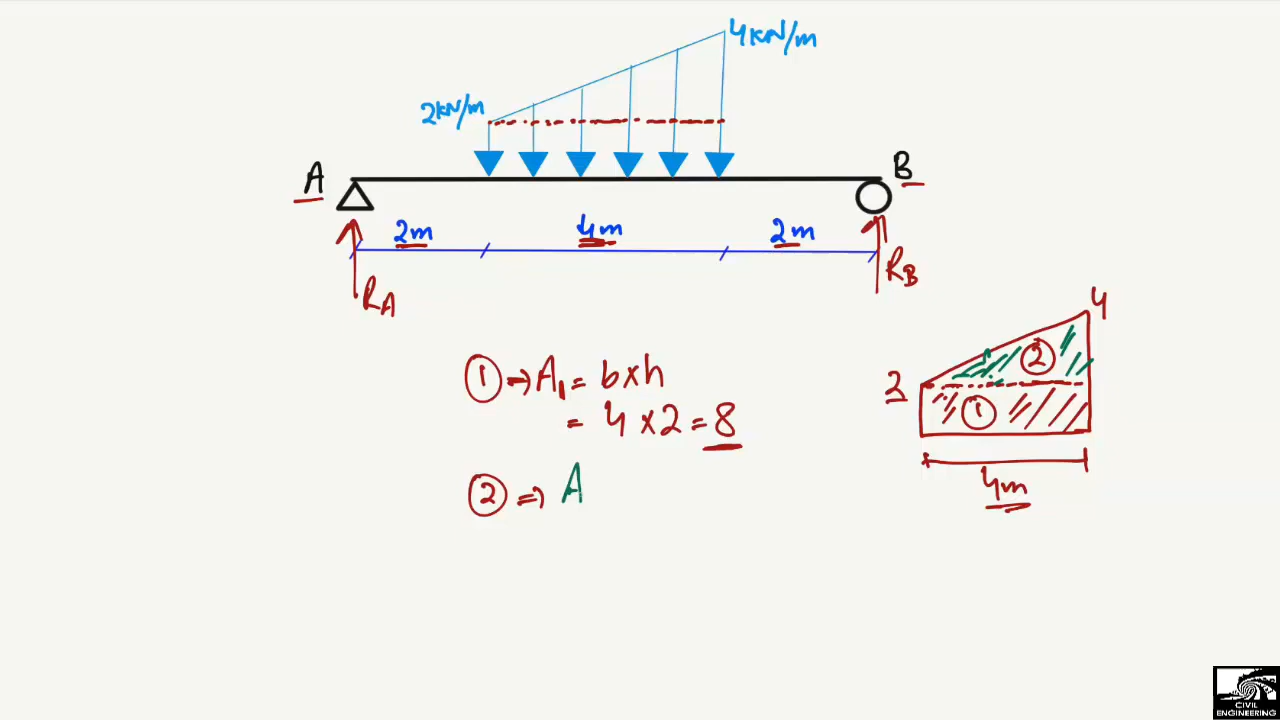 4kN/m
2kN/m
A
B
2m
4m
2m
RA
RB
4
① ⇒ A₁ = b×h
2
②
①
= 4×2 = 8
4m
② ⇒ A
CIVIL
ENGINEERING